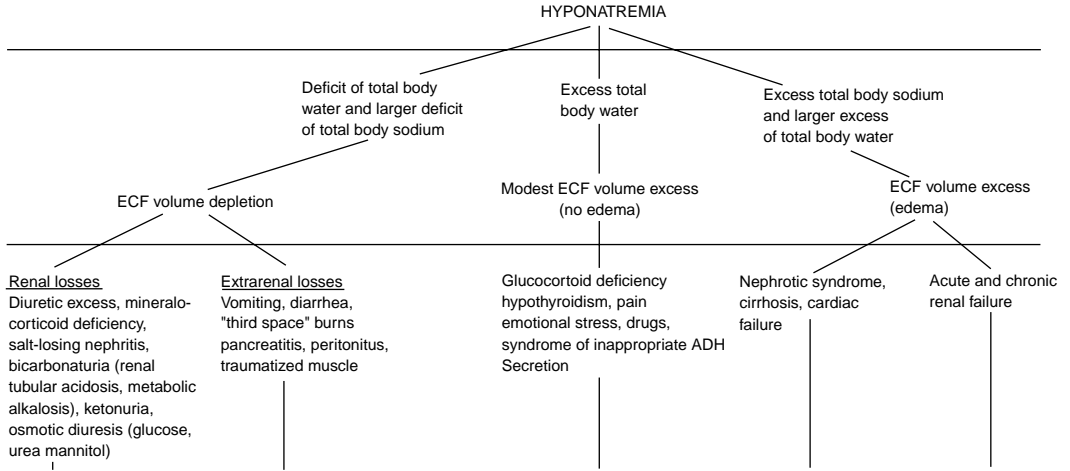 HYPONATREMIA
Deficit of total body
water and larger deficit
of total body sodium
Excess total
body water
Excess total body sodium
and larger excess
of total body water
ECF volume depletion
Modest ECF volume excess
(no edema)
ECF volume excess
(edema)
Renal losses
Diuretic excess, mineralo-
corticoid deficiency,
salt-losing nephritis,
bicarbonaturia (renal
tubular acidosis, metabolic
alkalosis), ketonuria,
osmotic diuresis (glucose,
urea mannitol)
Extrarenal losses
Vomiting, diarrhea,
"third space" burns
pancreatitis, peritonitus,
traumatized muscle
Glucocortoid deficiency
hypothyroidism, pain
emotional stress, drugs,
syndrome of inappropriate ADH
Secretion
Nephrotic syndrome,
cirrhosis, cardiac
failure
Acute and chronic
renal failure